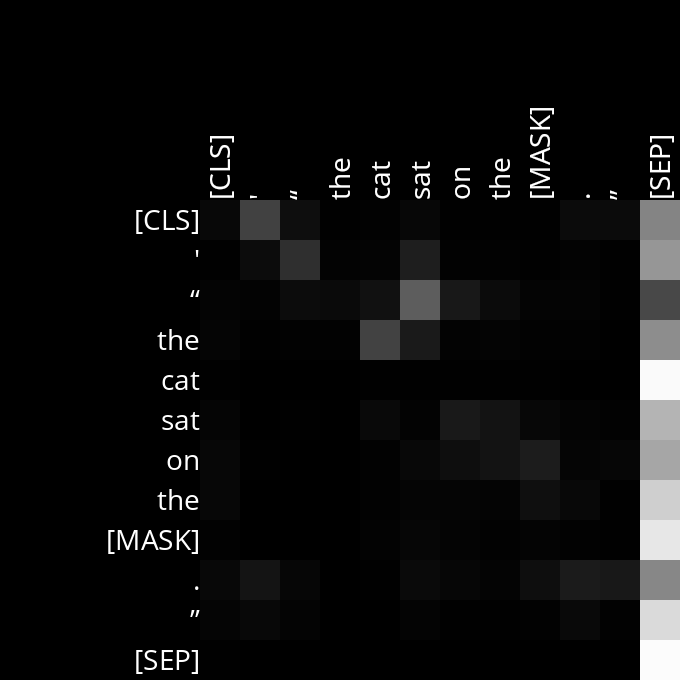 [CLS] ' “ the cat sat on the [MASK] . ” [SEP]
[CLS]
'
“
the
cat
sat
on
the
[MASK]
.
”
[SEP]